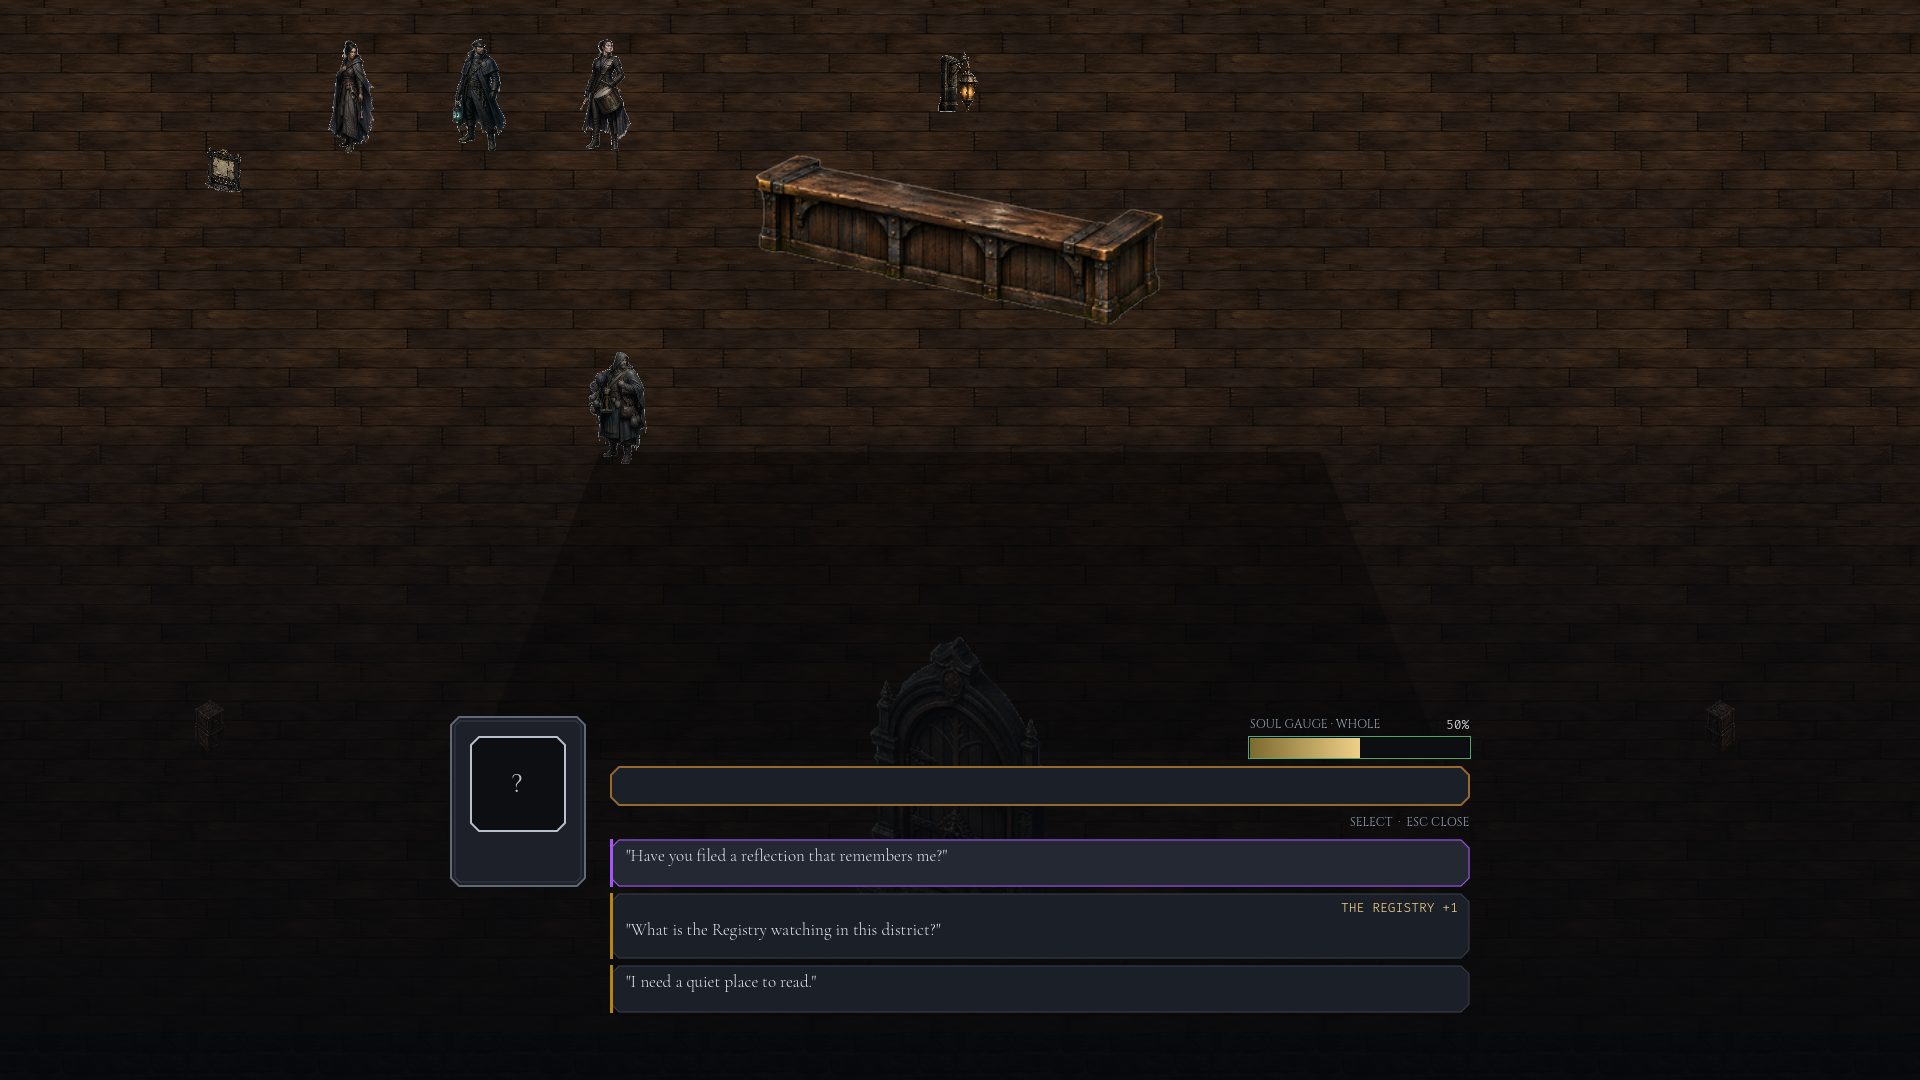 SOUL GAUGE · WHOLE 50%
?
SELECT · ESC CLOSE
"Have you filed a reflection that remembers me?"
THE REGISTRY +1
"What is the Registry watching in this district?"
"I need a quiet place to read."